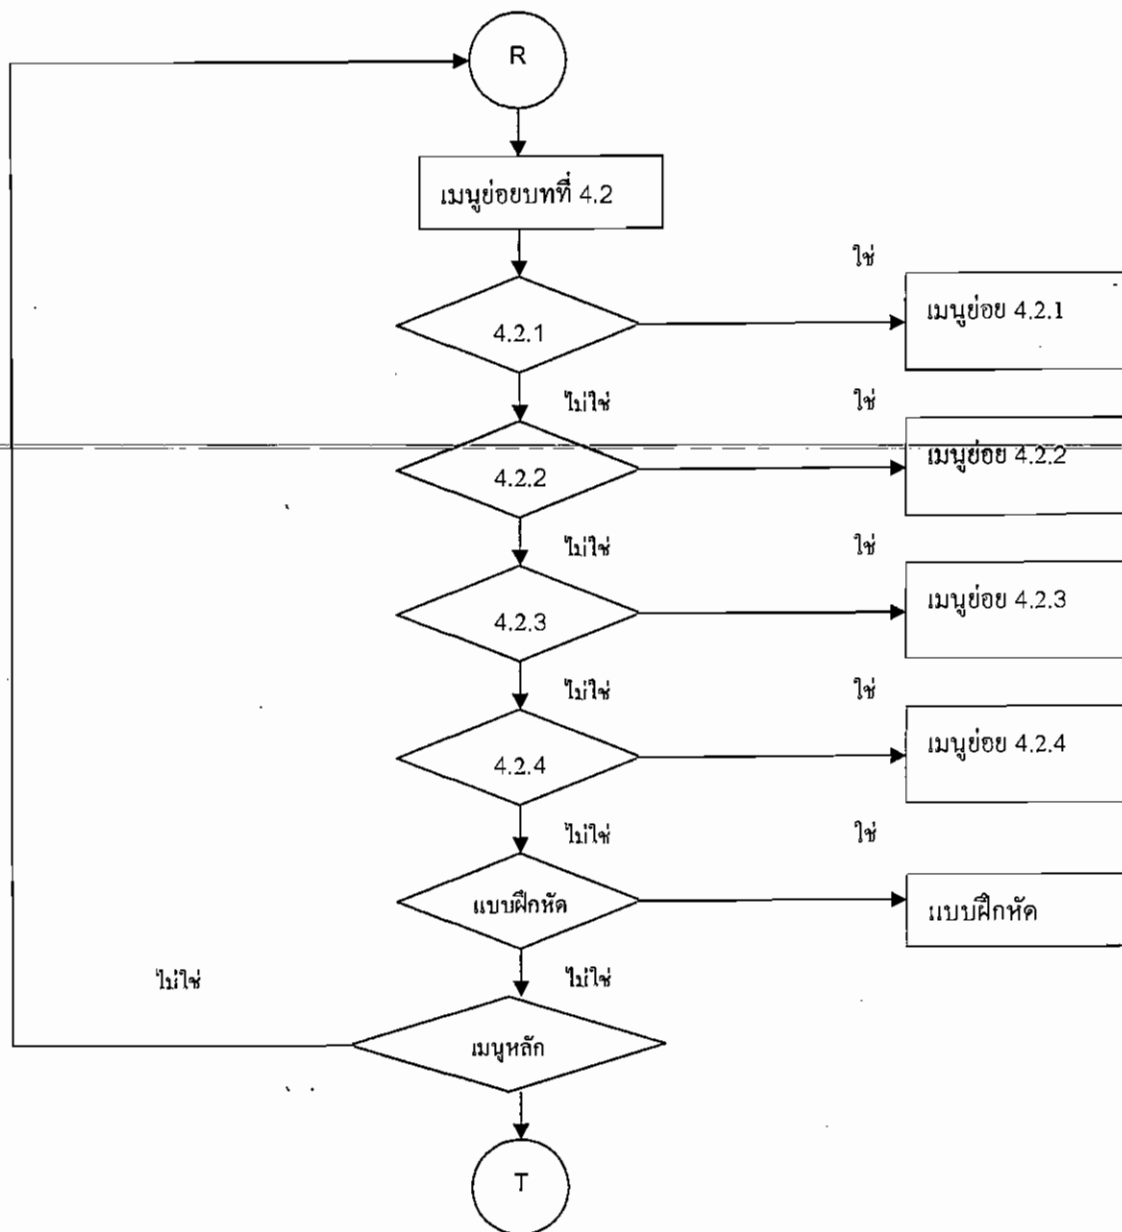 R
เมนูย่อยบทที่ 4.2
ใช่
4.2.1
เมนูย่อย 4.2.1
ไม่ใช่
ใช่
4.2.2
เมนูย่อย 4.2.2
ไม่ใช่
ใช่
4.2.3
เมนูย่อย 4.2.3
ไม่ใช่
ใช่
4.2.4
เมนูย่อย 4.2.4
ไม่ใช่
ใช่
แบบฝึกหัด
แบบฝึกหัด
ไม่ใช่
ไม่ใช่
เมนูหลัก
T